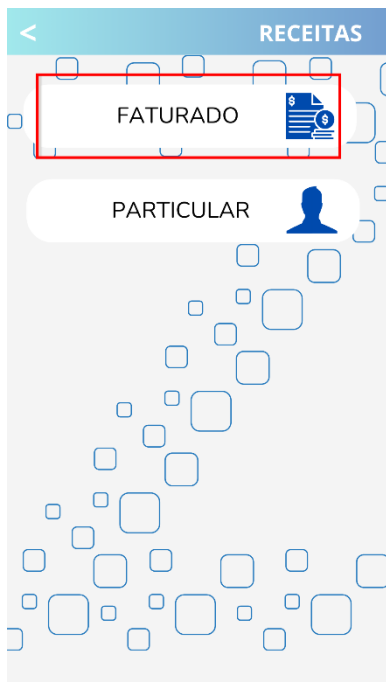 < RECEITAS
FATURADO
$
$
PARTICULAR